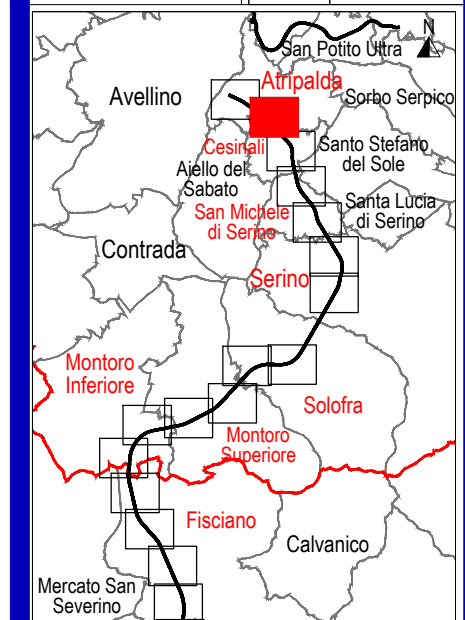 N
San Potito Ultra
Atripalda
Avellino
Sorbo Serpico
Cesinali
Santo Stefano
del Sole
Aiello del
Sabato
Santa Lucia
di Serino
San Michele
di Serino
Contrada
Serino
Montoro
Inferiore
Solofra
Montoro
Superiore
Fisciano
Calvanico
Mercato San
Severino